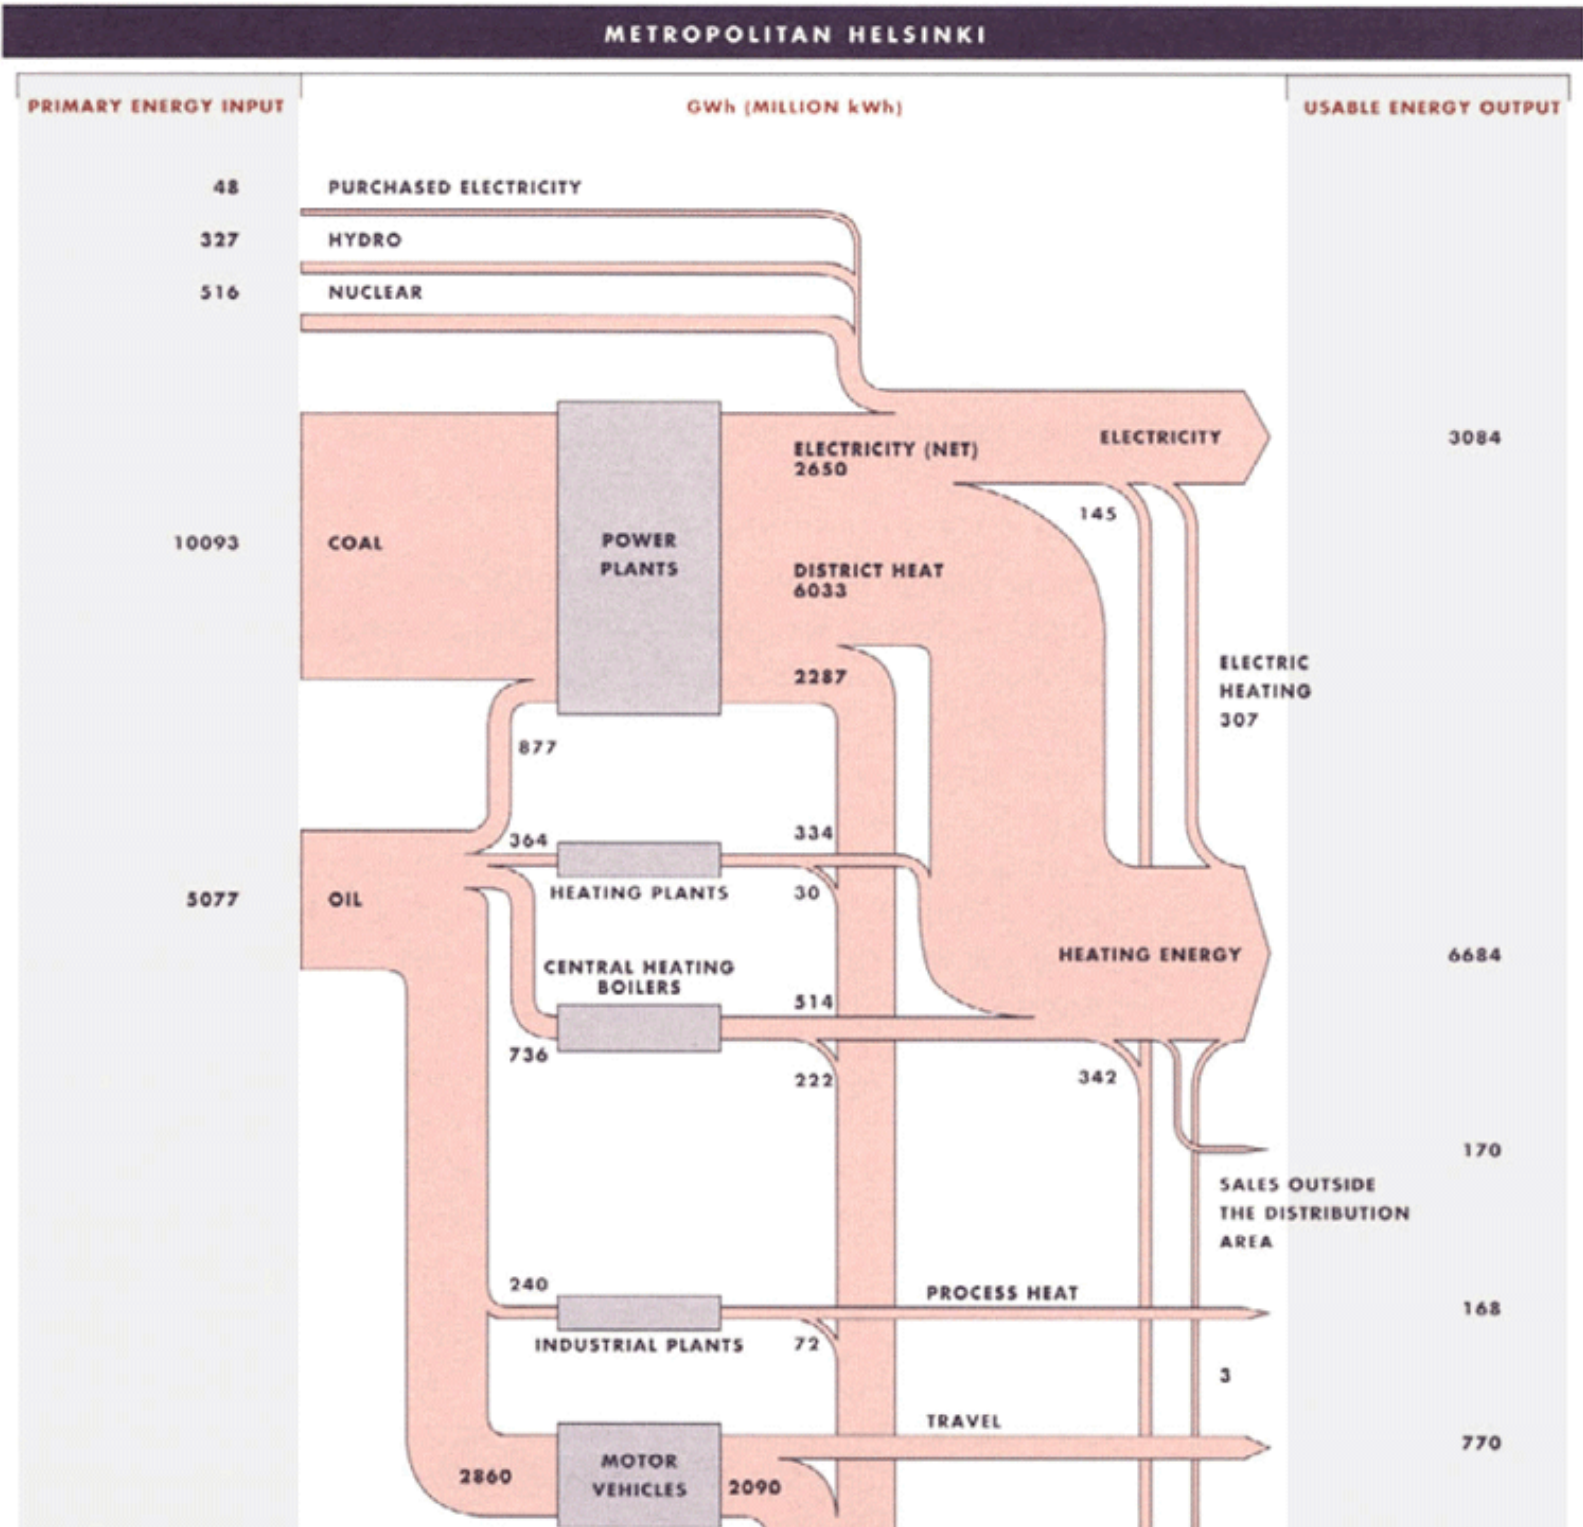 METROPOLITAN HELSINKI
PRIMARY ENERGY INPUT
GWh (MILLION kWh)
USABLE ENERGY OUTPUT
48
PURCHASED ELECTRICITY
327
HYDRO
516
NUCLEAR
ELECTRICITY
3084
ELECTRICITY (NET)
2650
145
10093
COAL
POWER
PLANTS
DISTRICT HEAT
6033
ELECTRIC
HEATING
307
2287
877
364
334
HEATING PLANTS
30
5077
OIL
CENTRAL HEATING
BOILERS
HEATING ENERGY
6684
514
736
222
342
170
SALES OUTSIDE
THE DISTRIBUTION
AREA
240
PROCESS HEAT
168
INDUSTRIAL PLANTS
72
3
TRAVEL
770
2860
MOTOR
VEHICLES
2090